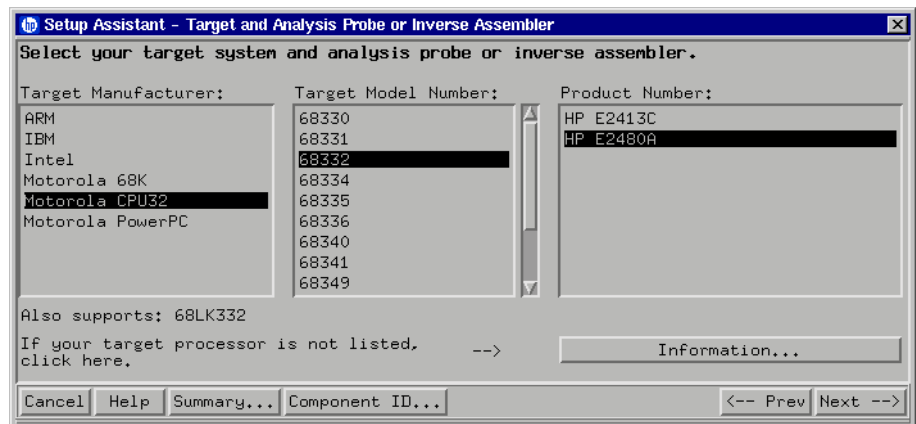 hp Setup Assistant - Target and Analysis Probe or Inverse Assembler
Select your target system and analysis probe or inverse assembler.
Target Manufacturer:
ARM
IBM
Intel
Motorola 68K
Motorola CPU32
Motorola PowerPC
Target Model Number:
68330
68331
68332
68334
68335
68336
68340
68341
68349
Product Number:
HP E2413C
HP E2480A
Also supports: 68LK332
If your target processor is not listed,
click here.
-->
Information...
Cancel Help Summary... Component ID... <-- Prev Next -->